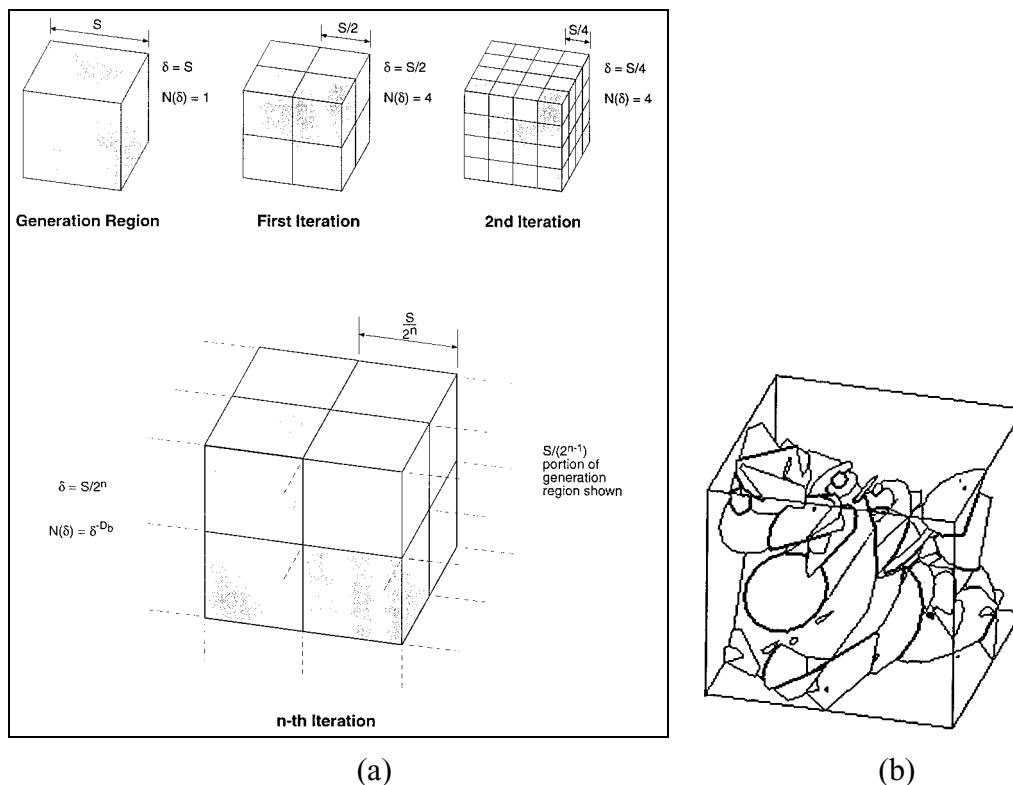 S
δ = S
N(δ) = 1
Generation Region
S/2
δ = S/2
N(δ) = 4
First Iteration
S/4
δ = S/4
N(δ) = 4
2nd Iteration
S
2ⁿ
δ = S/2ⁿ
N(δ) = δ^-D_b
S/(2ⁿ⁻¹)
portion of
generation
region shown
n-th Iteration
(a)
(b)